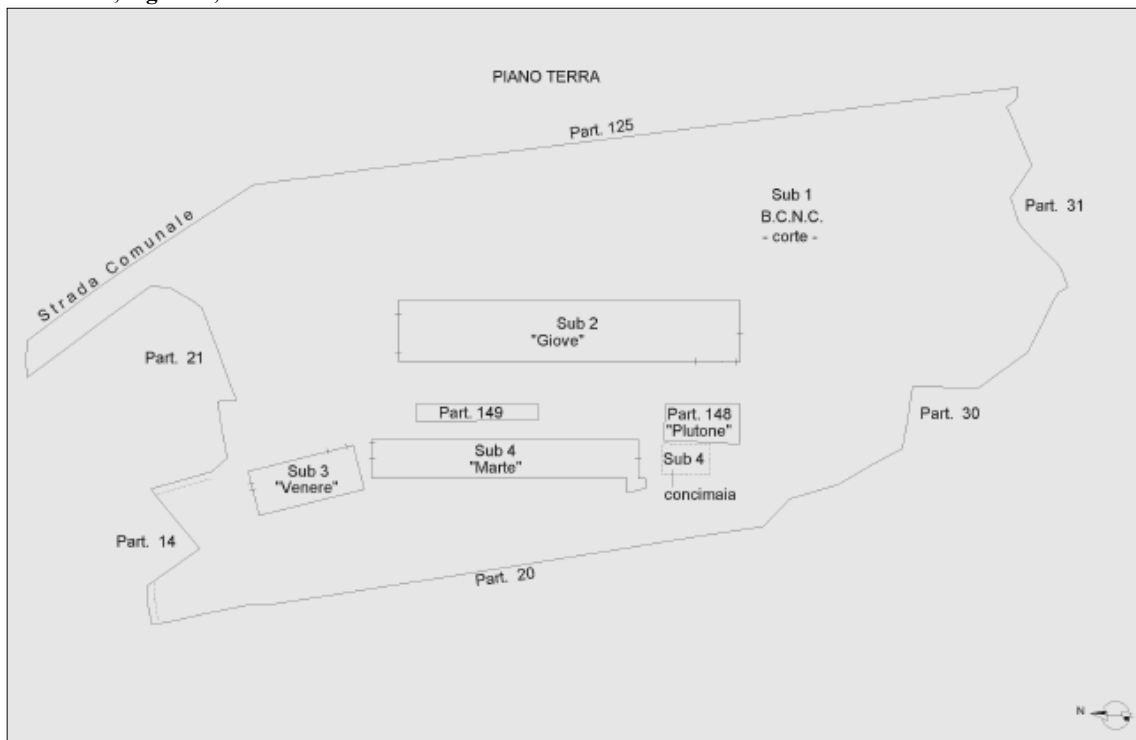 PIANO TERRA
Part. 125
Sub 1
B.C.N.C.
- corte -
Part. 31
Strada Comunale
Sub 2
"Giove"
Part. 21
Part. 149
Part. 148
"Plutone"
Part. 30
Sub 4
"Marte"
Sub 4
Sub 3
"Venere"
concimaia
Part. 14
Part. 20
N